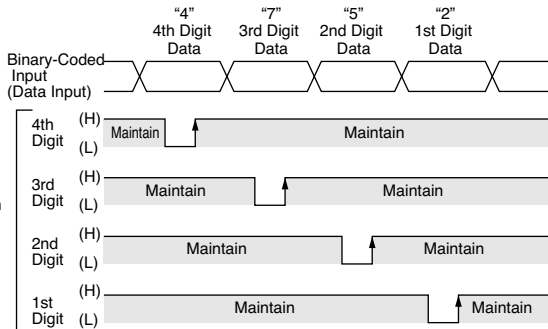 “4” “7” “5” “2”
4th Digit 3rd Digit 2nd Digit 1st Digit
Data Data Data Data
Binary-Coded
Input
(Data Input)
4th
Digit
(H)
(L)
Maintain Maintain
3rd
Digit
(H)
(L)
Maintain Maintain
2nd
Digit
(H)
(L)
Maintain Maintain
1st
Digit
(H)
(L)
Maintain Maintain